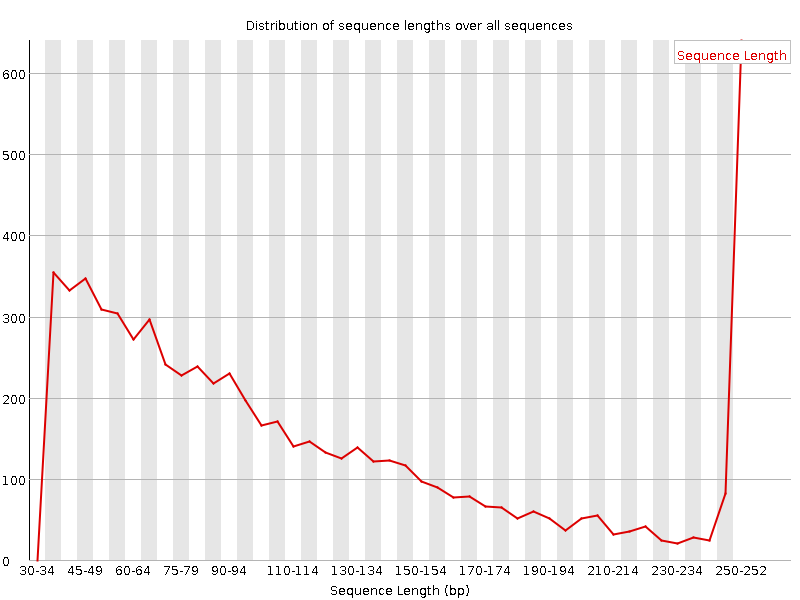 Distribution of sequence lengths over all sequences
Sequence Length
600
500
400
300
200
100
0
30-34 45-49 60-64 75-79 90-94 110-114 130-134 150-154 170-174 190-194 210-214 230-234 250-252
Sequence Length (bp)